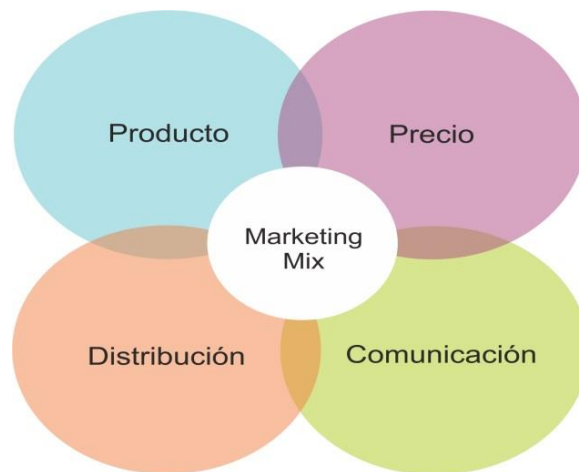 Producto
Precio
Marketing
Mix
Distribución
Comunicación